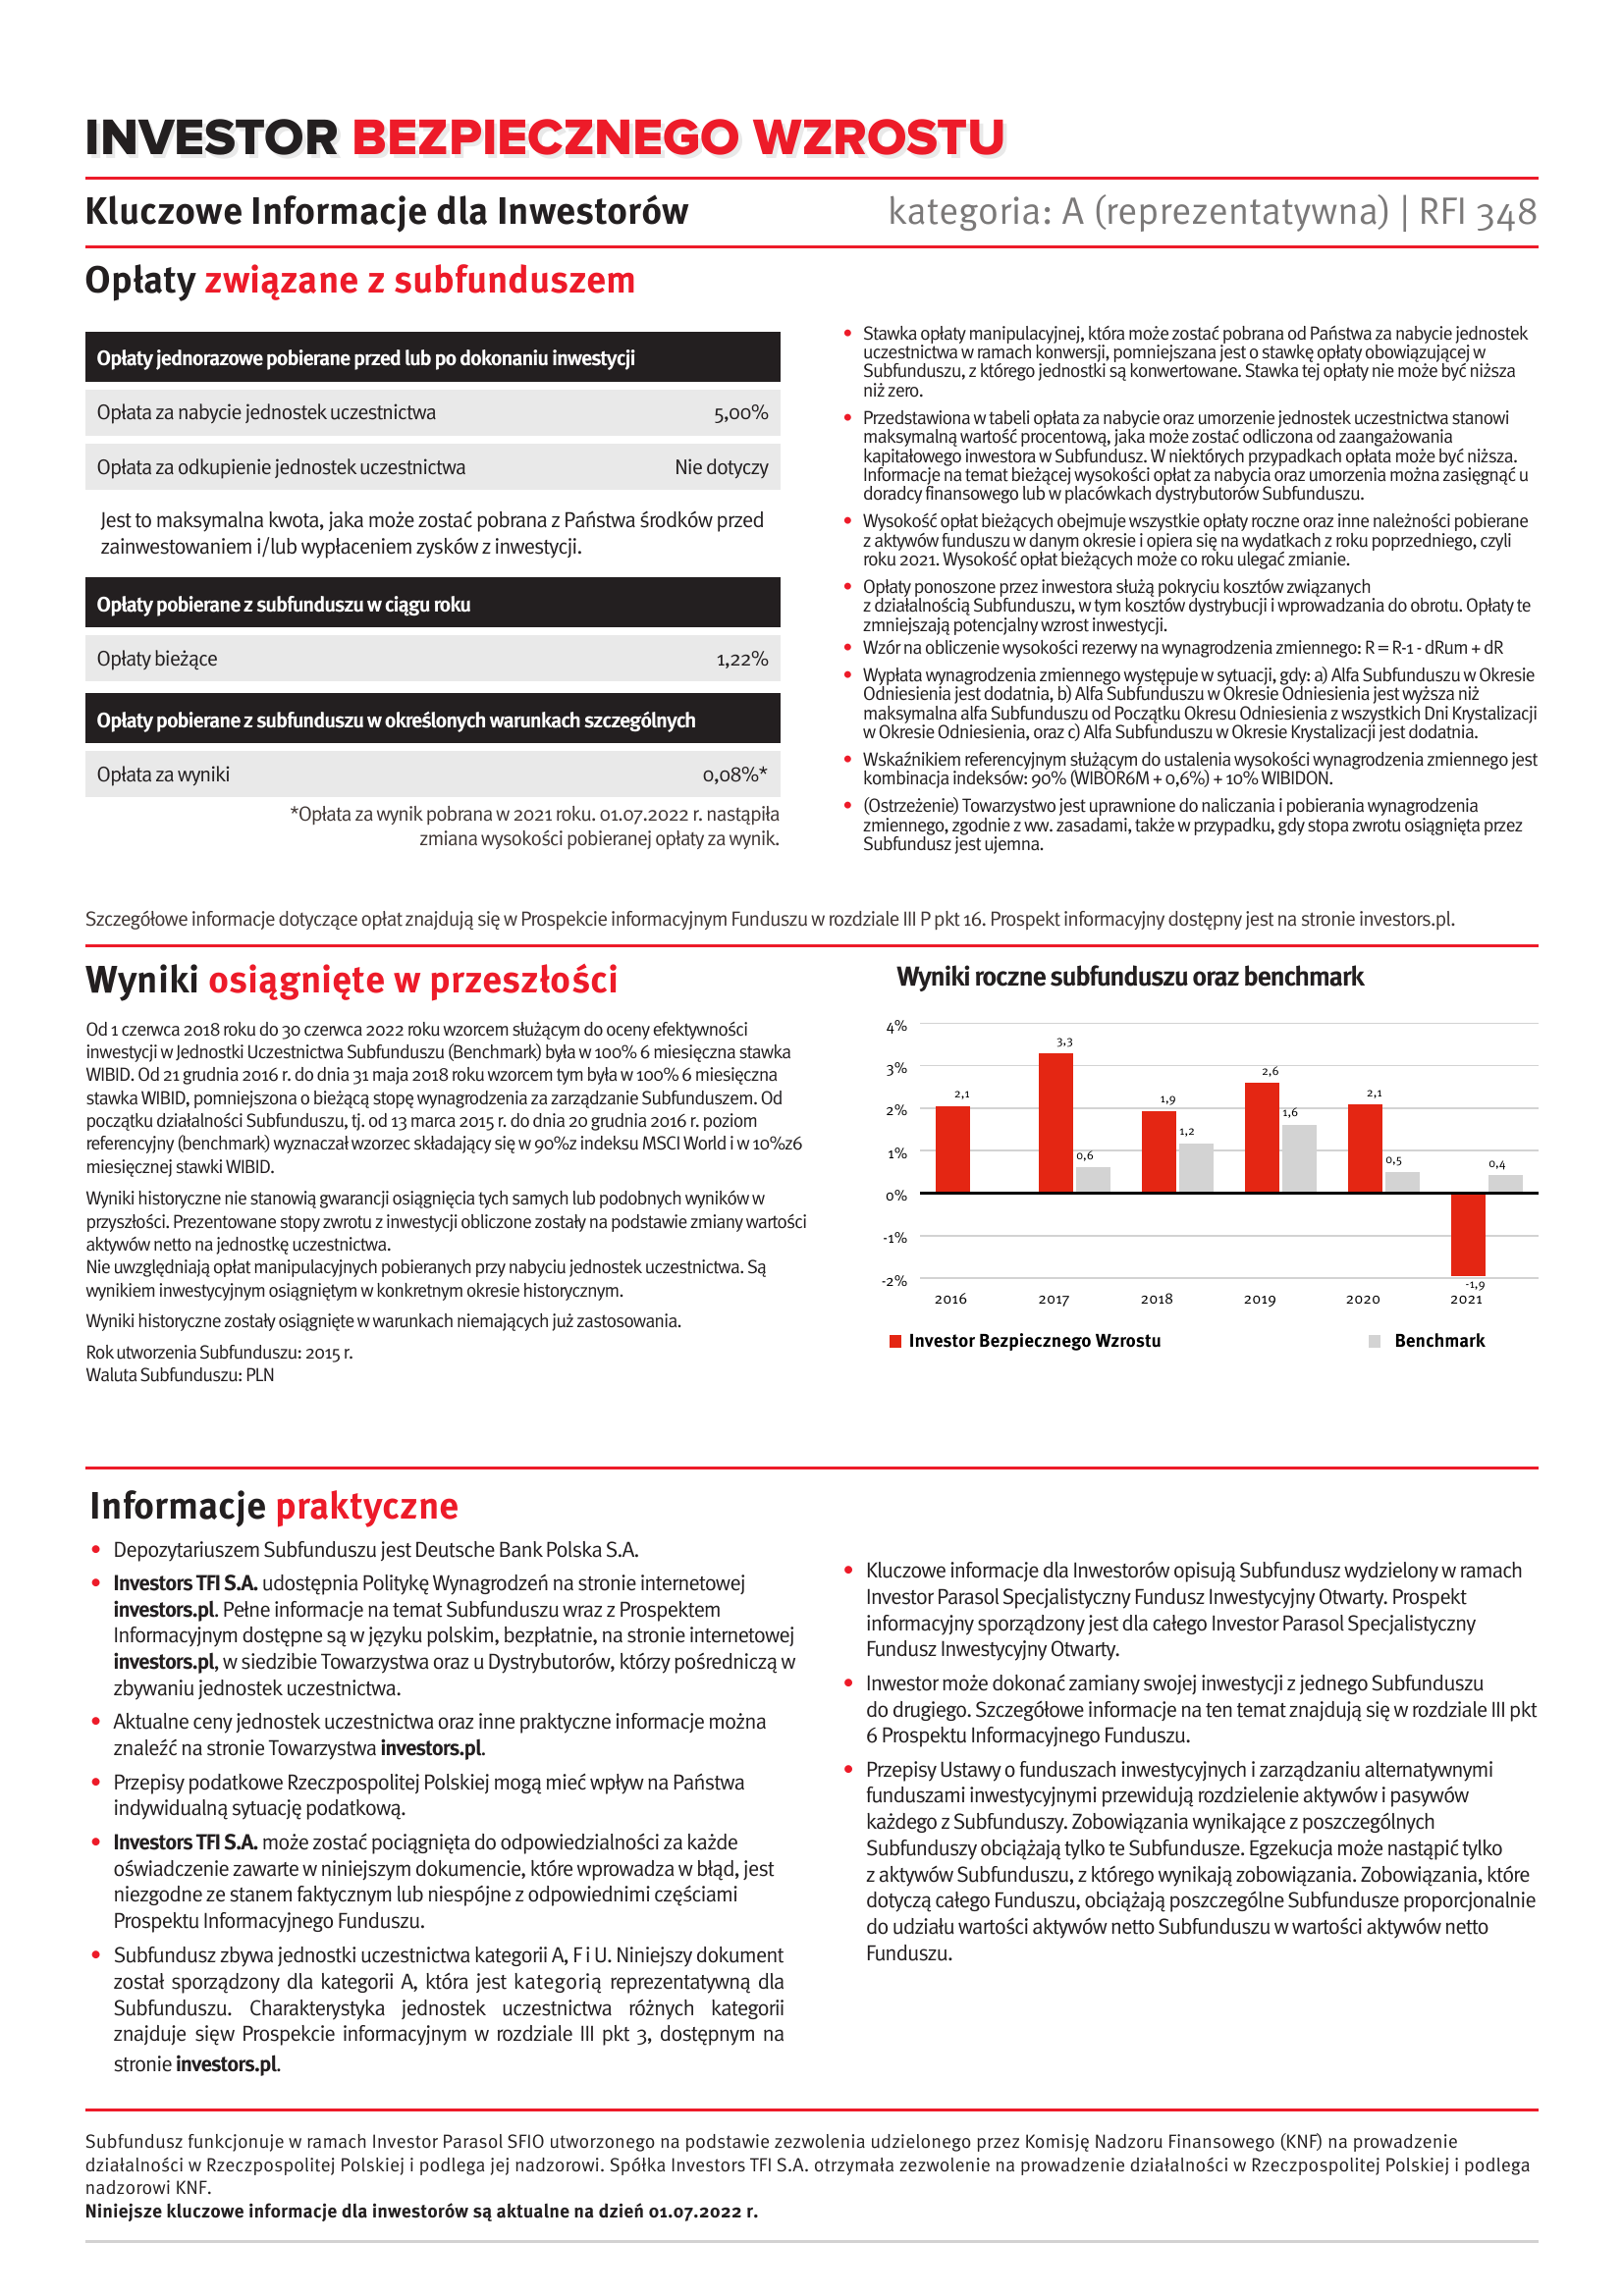 INVESTOR BEZPIECZNEGO WZROSTU
Kluczowe Informacje dla Inwestorów
kategoria: A (reprezentatywna) | RFI 348
Opłaty związane z subfunduszem
Opłaty jednorazowe pobierane przed lub po dokonaniu inwestycji
Opłata za nabycie jednostek uczestnictwa 5,00%
Opłata za odkupienie jednostek uczestnictwa Nie dotyczy
Jest to maksymalna kwota, jaka może zostać pobrana z Państwa środków przed
zainwestowaniem i/lub wypłaceniem zysków z inwestycji.
Opłaty pobierane z subfunduszu w ciągu roku
Opłaty bieżące 1,22%
Opłaty pobierane z subfunduszu w określonych warunkach szczególnych
Opłata za wyniki 0,08%*
*Opłata za wynik pobrana w 2021 roku. 01.07.2022 r. nastąpiła
zmiana wysokości pobieranej opłaty za wynik.
• Stawka opłaty manipulacyjnej, która może zostać pobrana od Państwa za nabycie jednostek
uczestnictwa w ramach konwersji, pomniejszana jest o stawkę opłaty obowiązującej w
Subfunduszu, z którego jednostki są konwertowane. Stawka tej opłaty nie może być niższa
niż zero.
• Przedstawiona w tabeli opłata za nabycie oraz umorzenie jednostek uczestnictwa stanowi
maksymalną wartość procentową, jaka może zostać odliczona od zaangażowania
kapitałowego inwestora w Subfundusz. W niektórych przypadkach opłata może być niższa.
Informacje na temat bieżącej wysokości opłat za nabycia oraz umorzenia można zasięgnąć u
doradcy finansowego lub w placówkach dystrybutorów Subfunduszu.
• Wysokość opłat bieżących obejmuje wszystkie opłaty roczne oraz inne należności pobierane
z aktywów funduszu w danym okresie i opiera się na wydatkach z roku poprzedniego, czyli
roku 2021. Wysokość opłat bieżących może co roku ulegać zmianie.
• Opłaty ponoszone przez inwestora służą pokryciu kosztów związanych
z działalnością Subfunduszu, w tym kosztów dystrybucji i wprowadzania do obrotu. Opłaty te
zmniejszają potencjalny wzrost inwestycji.
• Wzór na obliczenie wysokości rezerwy na wynagrodzenia zmiennego: R = R-1 - dRum + dR
• Wypłata wynagrodzenia zmiennego występuje w sytuacji, gdy: a) Alfa Subfunduszu w Okresie
Odniesienia jest dodatnia, b) Alfa Subfunduszu w Okresie Odniesienia jest wyższa niż
maksymalna alfa Subfunduszu od Początku Okresu Odniesienia z wszystkich Dni Krystalizacji
w Okresie Odniesienia, oraz c) Alfa Subfunduszu w Okresie Krystalizacji jest dodatnia.
• Wskaźnikiem referencyjnym służącym do ustalenia wysokości wynagrodzenia zmiennego jest
kombinacja indeksów: 90% (WIBOR6M + 0,6%) + 10% WIBIDON.
• (Ostrzeżenie) Towarzystwo jest uprawnione do naliczania i pobierania wynagrodzenia
zmiennego, zgodnie z ww. zasadami, także w przypadku, gdy stopa zwrotu osiągnięta przez
Subfundusz jest ujemna.
Szczegółowe informacje dotyczące opłat znajdują się w Prospekcie informacyjnym Funduszu w rozdziale III P pkt 16. Prospekt informacyjny dostępny jest na stronie investors.pl.
Wyniki osiągnięte w przeszłości
Od 1 czerwca 2018 roku do 30 czerwca 2022 roku wzorcem służącym do oceny efektywności
inwestycji w Jednostki Uczestnictwa Subfunduszu (Benchmark) była w 100% 6 miesięczna stawka
WIBID. Od 21 grudnia 2016 r. do dnia 31 maja 2018 roku wzorcem tym była w 100% 6 miesięczna
stawka WIBID, pomniejszona o bieżącą stopę wynagrodzenia za zarządzanie Subfunduszem. Od
początku działalności Subfunduszu, tj. od 13 marca 2015 r. do dnia 20 grudnia 2016 r. poziom
referencyjny (benchmark) wyznaczał wzorzec składający się w 90%z indeksu MSCI World i w 10%z6
miesięcznej stawki WIBID.
Wyniki historyczne nie stanowią gwarancji osiągnięcia tych samych lub podobnych wyników w
przyszłości. Prezentowane stopy zwrotu z inwestycji obliczone zostały na podstawie zmiany wartości
aktywów netto na jednostkę uczestnictwa.
Nie uwzględniają opłat manipulacyjnych pobieranych przy nabyciu jednostek uczestnictwa. Są
wynikiem inwestycyjnym osiągniętym w konkretnym okresie historycznym.
Wyniki historyczne zostały osiągnięte w warunkach niemających już zastosowania.
Rok utworzenia Subfunduszu: 2015 r.
Waluta Subfunduszu: PLN
Wyniki roczne subfunduszu oraz benchmark
4%
3%
2%
1%
0%
-1%
-2%
2,1
3,3
0,6
1,9
1,2
2,6
1,6
2,1
0,5
-1,9
0,4
2016 2017 2018 2019 2020 2021
Investor Bezpiecznego Wzrostu Benchmark
Informacje praktyczne
• Depozytariuszem Subfunduszu jest Deutsche Bank Polska S.A.
• Investors TFI S.A. udostępnia Politykę Wynagrodzeń na stronie internetowej
investors.pl. Pełne informacje na temat Subfunduszu wraz z Prospektem
Informacyjnym dostępne są w języku polskim, bezpłatnie, na stronie internetowej
investors.pl, w siedzibie Towarzystwa oraz u Dystrybutorów, którzy pośredniczą w
zbywaniu jednostek uczestnictwa.
• Aktualne ceny jednostek uczestnictwa oraz inne praktyczne informacje można
znaleźć na stronie Towarzystwa investors.pl.
• Przepisy podatkowe Rzeczpospolitej Polskiej mogą mieć wpływ na Państwa
indywidualną sytuację podatkową.
• Investors TFI S.A. może zostać pociągnięta do odpowiedzialności za każde
oświadczenie zawarte w niniejszym dokumencie, które wprowadza w błąd, jest
niezgodne ze stanem faktycznym lub niespójne z odpowiednimi częściami
Prospektu Informacyjnego Funduszu.
• Subfundusz zbywa jednostki uczestnictwa kategorii A, F i U. Niniejszy dokument
został sporządzony dla kategorii A, która jest kategorią reprezentatywną dla
Subfunduszu. Charakterystyka jednostek uczestnictwa różnych kategorii
znajduje sięw Prospekcie informacyjnym w rozdziale III pkt 3, dostępnym na
stronie investors.pl.
• Kluczowe informacje dla Inwestorów opisują Subfundusz wydzielony w ramach
Investor Parasol Specjalistyczny Fundusz Inwestycyjny Otwarty. Prospekt
informacyjny sporządzony jest dla całego Investor Parasol Specjalistyczny
Fundusz Inwestycyjny Otwarty.
• Inwestor może dokonać zamiany swojej inwestycji z jednego Subfunduszu
do drugiego. Szczegółowe informacje na ten temat znajdują się w rozdziale III pkt
6 Prospektu Informacyjnego Funduszu.
• Przepisy Ustawy o funduszach inwestycyjnych i zarządzaniu alternatywnymi
funduszami inwestycyjnymi przewidują rozdzielenie aktywów i pasywów
każdego z Subfunduszy. Zobowiązania wynikające z poszczególnych
Subfunduszy obciążają tylko te Subfundusze. Egzekucja może nastąpić tylko
z aktywów Subfunduszu, z którego wynikają zobowiązania. Zobowiązania, które
dotyczą całego Funduszu, obciążają poszczególne Subfundusze proporcjonalnie
do udziału wartości aktywów netto Subfunduszu w wartości aktywów netto
Funduszu.
Subfundusz funkcjonuje w ramach Investor Parasol SFIO utworzonego na podstawie zezwolenia udzielonego przez Komisję Nadzoru Finansowego (KNF) na prowadzenie
działalności w Rzeczpospolitej Polskiej i podlega jej nadzorowi. Spółka Investors TFI S.A. otrzymała zezwolenie na prowadzenie działalności w Rzeczpospolitej Polskiej i podlega
nadzorowi KNF.
Niniejsze kluczowe informacje dla inwestorów są aktualne na dzień 01.07.2022 r.